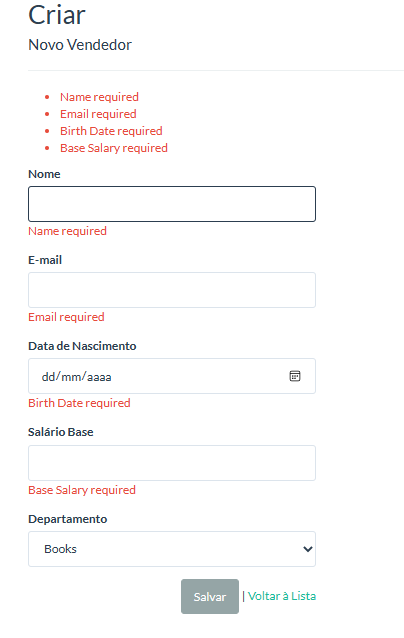 Criar
Novo Vendedor
Name required
Email required
Birth Date required
Base Salary required
Nome
Name required
E-mail
Email required
Data de Nascimento
dd/mm/aaaa
Birth Date required
Salário Base
Base Salary required
Departamento
Books
Salvar | Voltar à Lista